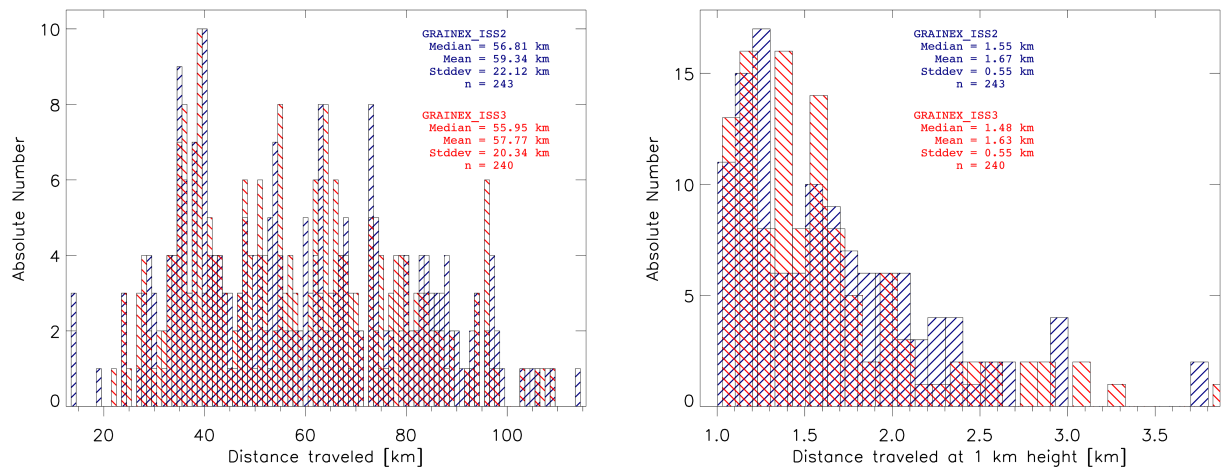 10
8
6
4
2
0
Absolute Number
GRAINEX_ISS2
Median = 56.81 km
Mean = 59.34 km
Stddev = 22.12 km
n = 243
GRAINEX_ISS3
Median = 55.95 km
Mean = 57.77 km
Stddev = 20.34 km
n = 240
20 40 60 80 100
Distance traveled [km]
15
10
5
0
Absolute Number
GRAINEX_ISS2
Median = 1.55 km
Mean = 1.67 km
Stddev = 0.55 km
n = 243
GRAINEX_ISS3
Median = 1.48 km
Mean = 1.63 km
Stddev = 0.55 km
n = 240
1.0 1.5 2.0 2.5 3.0 3.5
Distance traveled at 1 km height [km]